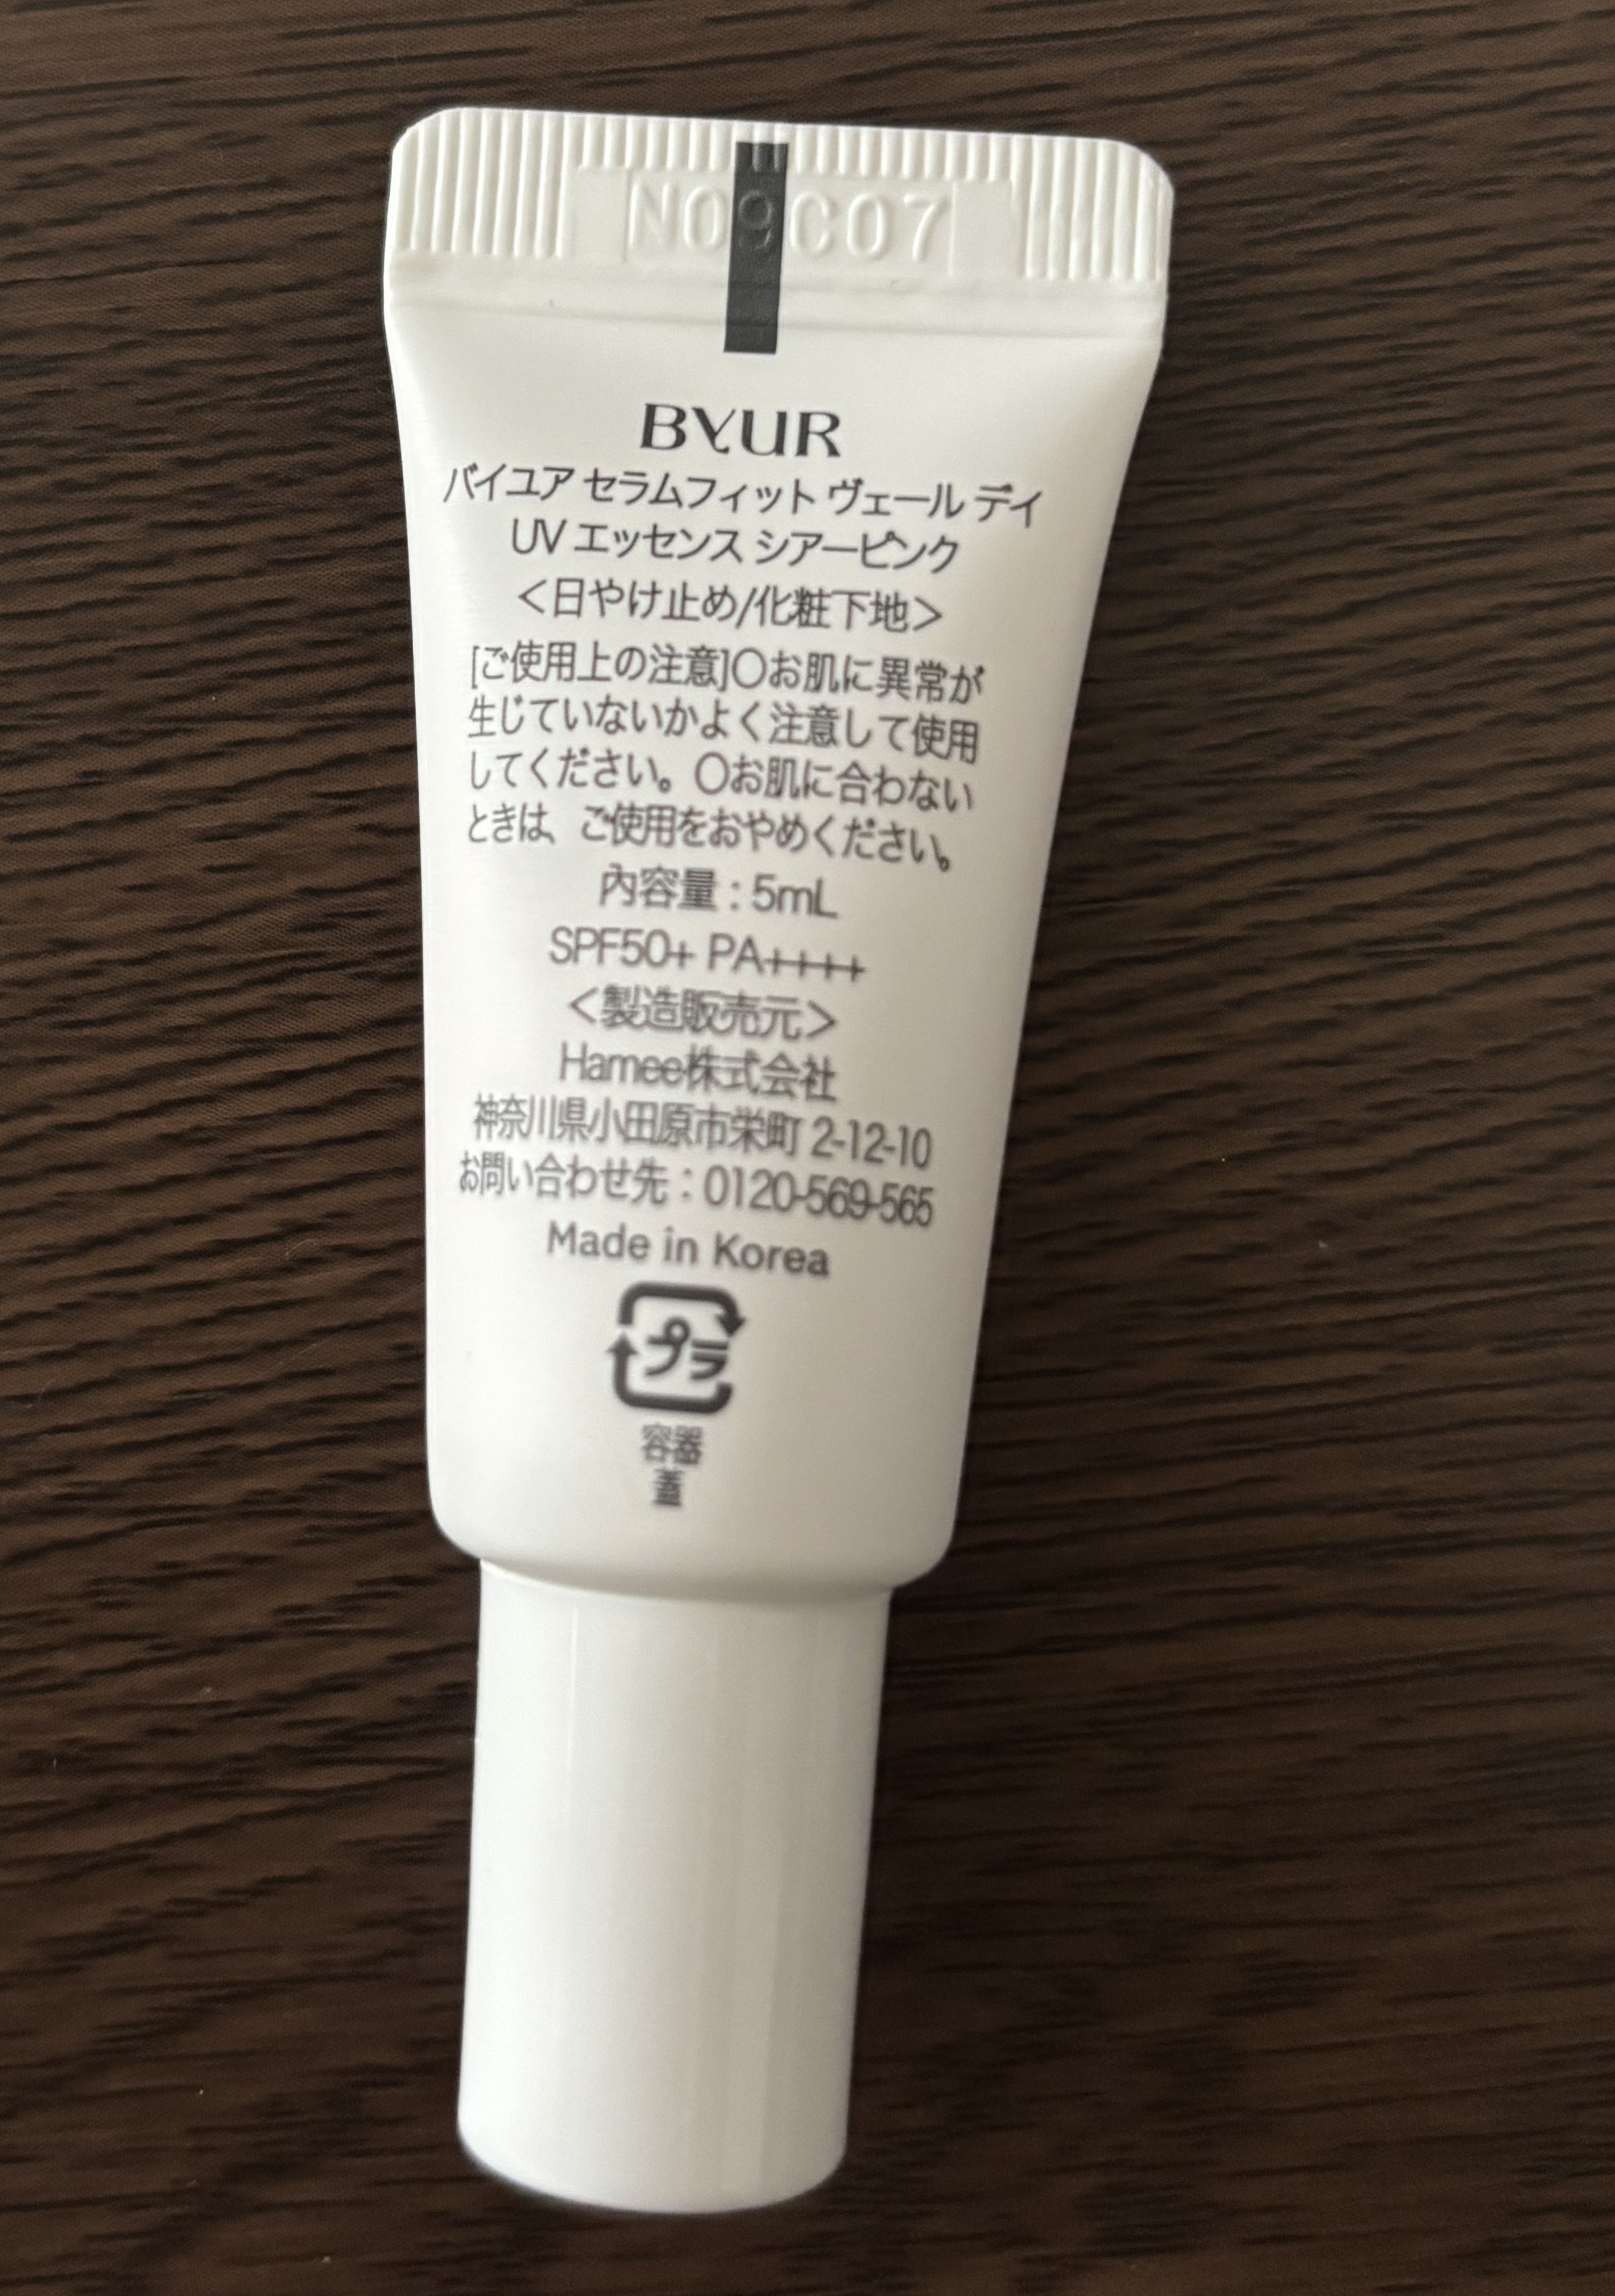 N09C07
BYUR
バイユア セラムフィット ヴェール デイ
UV エッセンス シアーピンク
＜日やけ止め/化粧下地＞
[ご使用上の注意]〇お肌に異常が
生じていないかよく注意して使用
してください。〇お肌に合わない
ときは、ご使用をおやめください。
内容量 : 5mL
SPF50+ PA++++
＜製造販売元＞
Hamee株式会社
神奈川県小田原市栄町 2-12-10
お問い合わせ先：0120-569-565
Made in Korea
プラ
容器
蓋